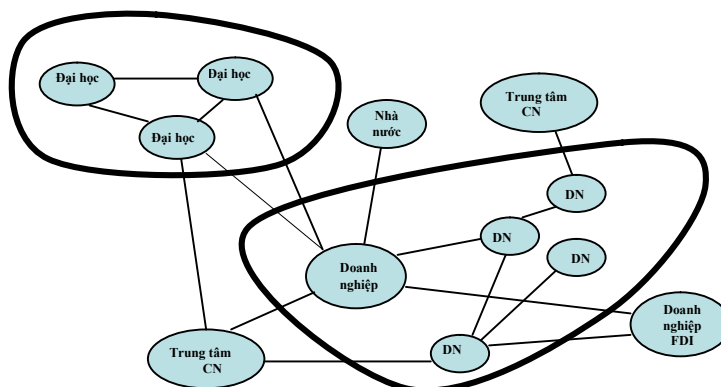 Đại học
Đại học
Đại học
Nhà
nước
Trung tâm
CN
DN
DN
DN
Doanh
nghiệp
Doanh
nghiệp
FDI
Trung tâm
CN
DN